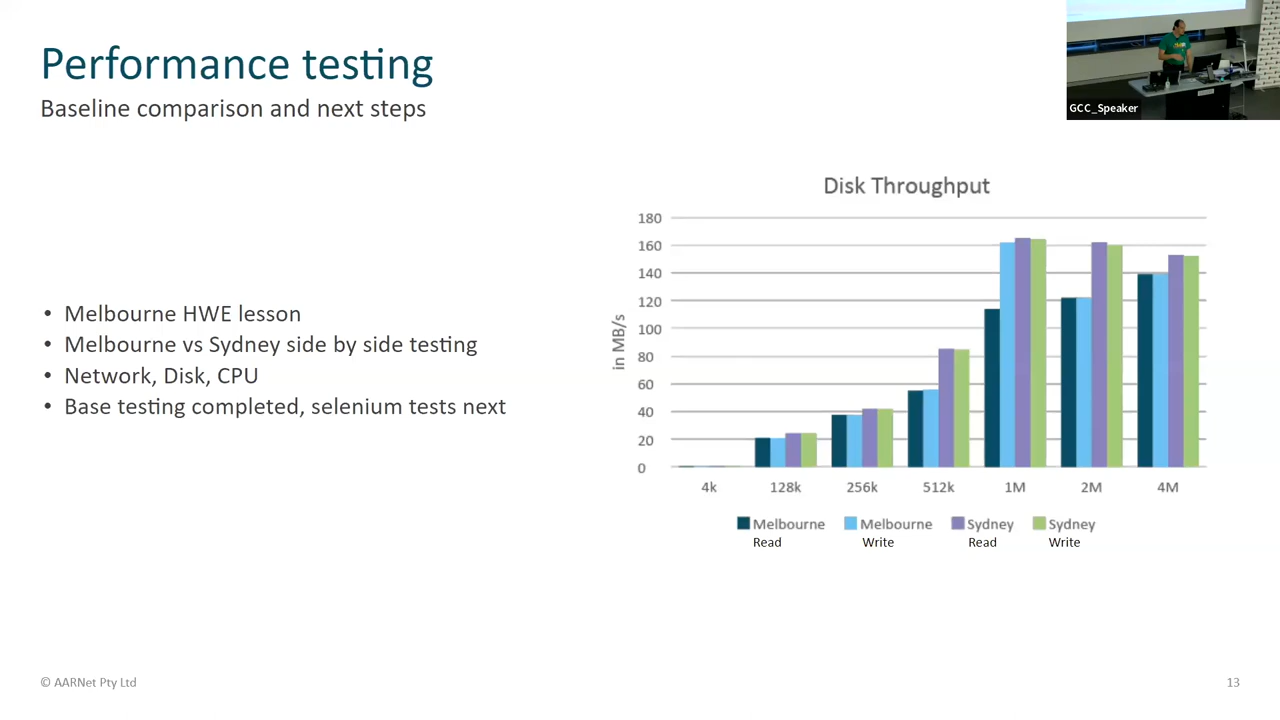 Performance testing
Baseline comparison and next steps
GCC_Speaker
• Melbourne HWE lesson
• Melbourne vs Sydney side by side testing
• Network, Disk, CPU
• Base testing completed, selenium tests next
Disk Throughput
in MB/s
180
160
140
120
100
80
60
40
20
0
4k 128k 256k 512k 1M 2M 4M
Melbourne Melbourne Sydney Sydney
Read Write Read Write
© AARNet Pty Ltd
13